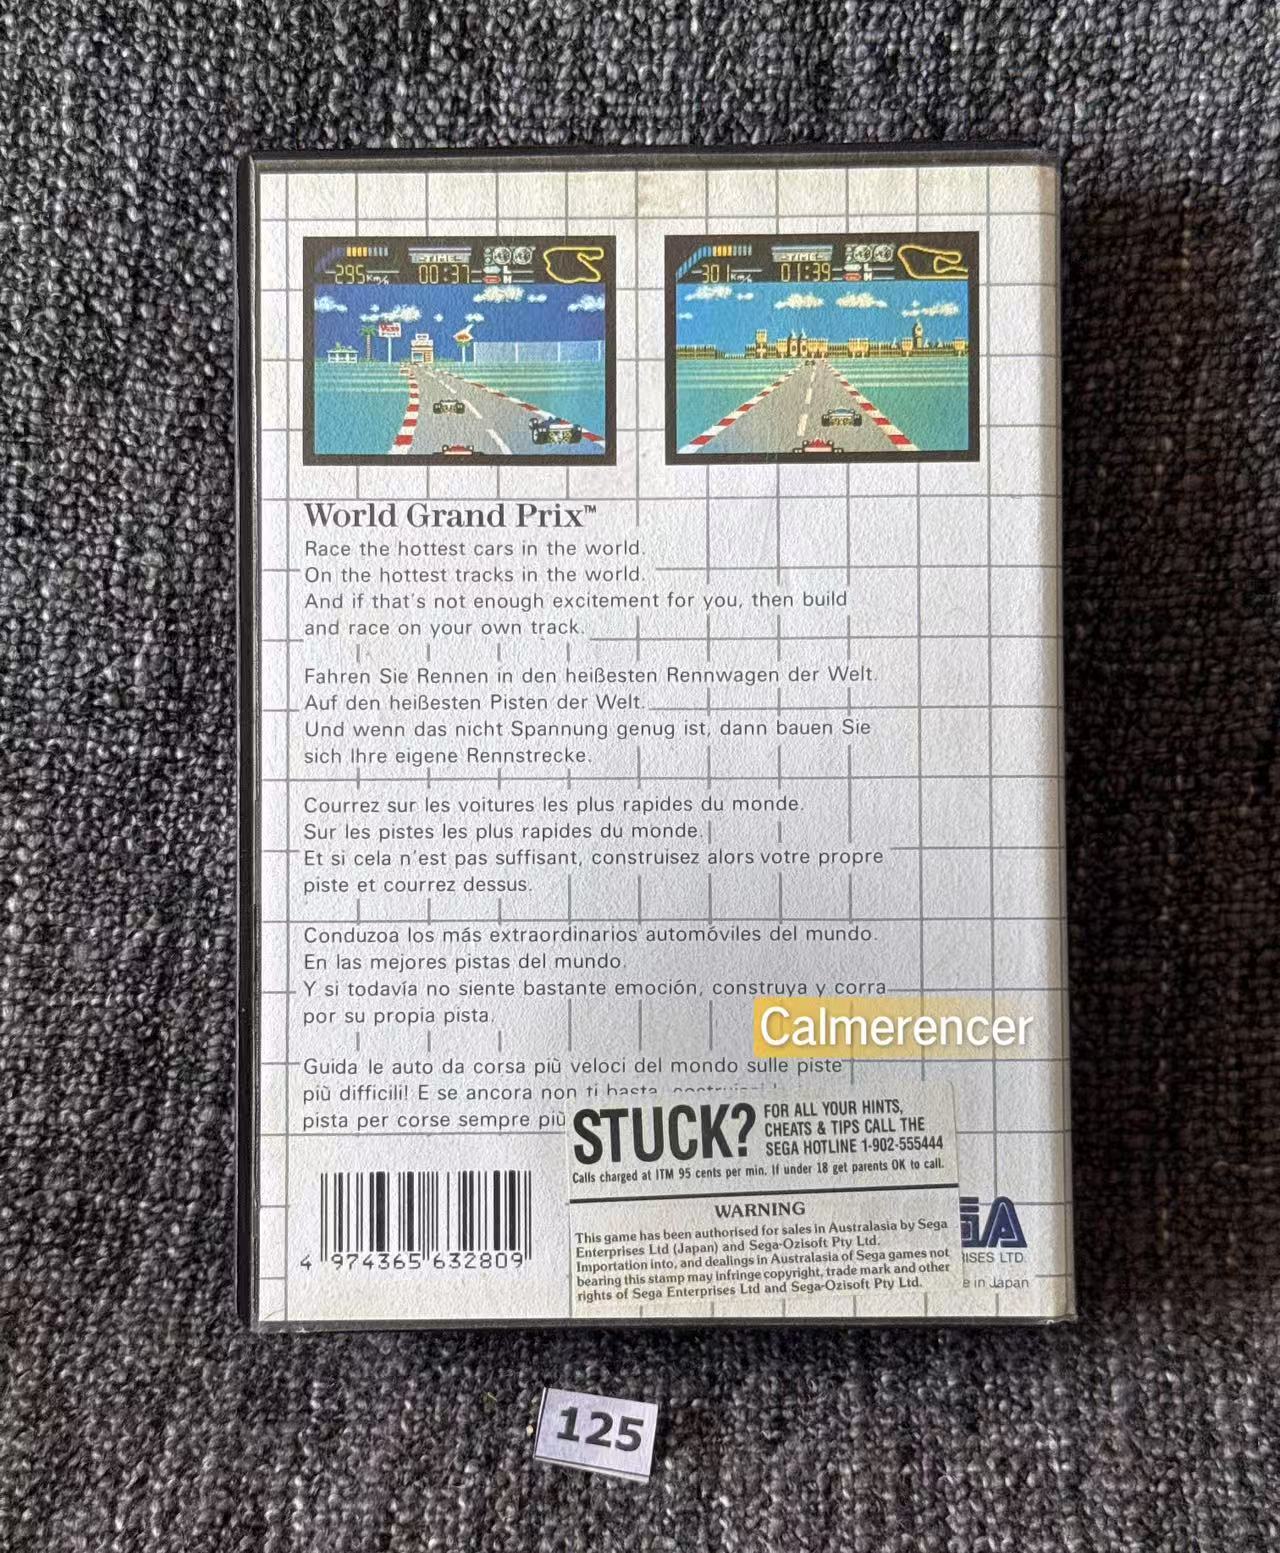 295km/h
TIME
00:37
301km/h
TIME
01:39
World Grand Prix™
Race the hottest cars in the world.
On the hottest tracks in the world.
And if that's not enough excitement for you, then build
and race on your own track.
Fahren Sie Rennen in den heißesten Rennwagen der Welt.
Auf den heißesten Pisten der Welt.
Und wenn das nicht Spannung genug ist, dann bauen Sie
sich Ihre eigene Rennstrecke.
Courrez sur les voitures les plus rapides du monde.
Sur les pistes les plus rapides du monde.
Et si cela n'est pas suffisant, construisez alors votre propre
piste et courrez dessus.
Conduzoa los más extraordinarios automóviles del mundo.
En las mejores pistas del mundo.
Y si todavía no siente bastante emoción, construya y corra
por su propia pista.
Calmerencer
Guida le auto da corsa più veloci del mondo sulle piste
più difficili! E se ancora non ti basta,
pista per corse sempre più
STUCK?
FOR ALL YOUR HINTS,
CHEATS & TIPS CALL THE
SEGA HOTLINE 1-902-555444
Calls charged at ITM 95 cents per min. If under 18 get parents OK to call.
WARNING
This game has been authorised for sales in Australasia by Sega
Enterprises Ltd (Japan) and Sega-Ozisoft Pty Ltd.
Importation into, and dealings in Australasia of Sega games not
bearing this stamp may infringe copyright, trade mark and other
rights of Sega Enterprises Ltd and Sega-Ozisoft Pty Ltd.
GA
RISES LTD.
e in Japan
4 974365 632809
125